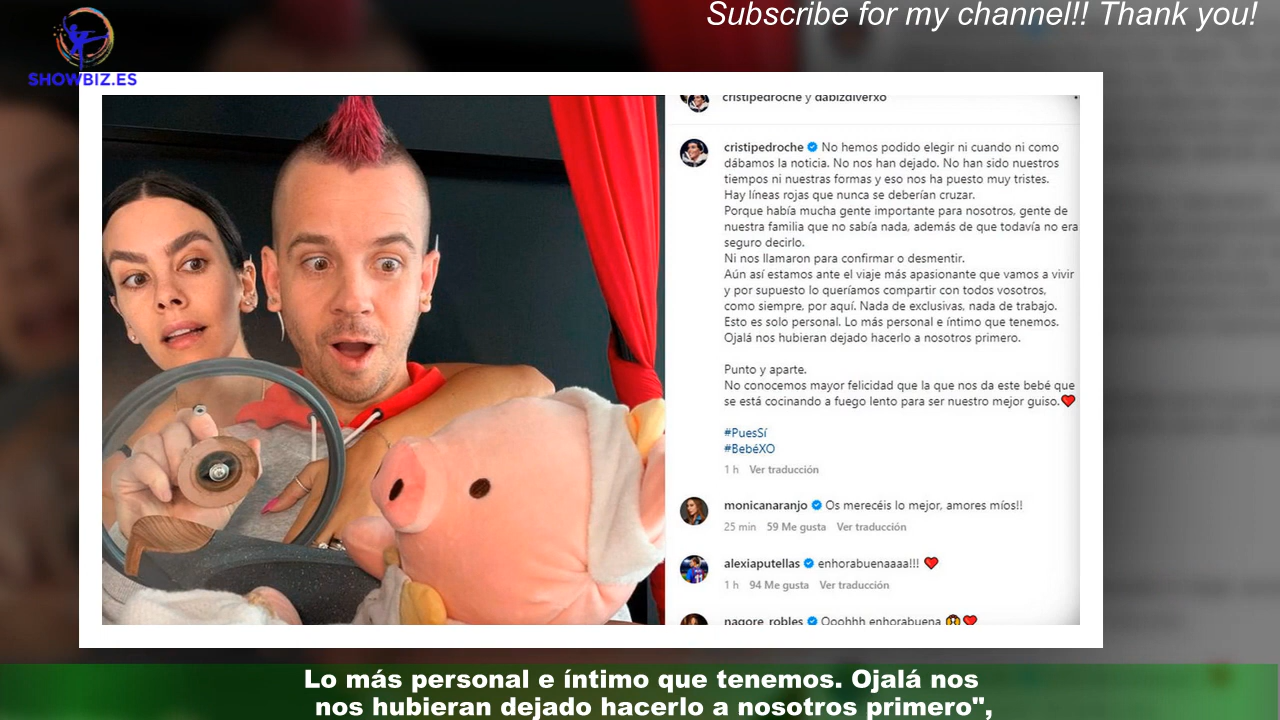 Subscribe for my channel!! Thank you!
SHOWBIZ.ES
cristipedroche y dabizdiverxo
cristipedroche No hemos podido elegir ni cuando ni como
dábamos la noticia. No nos han dejado. No han sido nuestros
tiempos ni nuestras formas y eso nos ha puesto muy tristes.
Hay líneas rojas que nunca se deberían cruzar.
Porque había mucha gente importante para nosotros, gente de
nuestra familia que no sabía nada, además de que todavía no era
seguro decirlo.
Ni nos llamaron para confirmar o desmentir.
Aún así estamos ante el viaje más apasionante que vamos a vivir
y por supuesto lo queríamos compartir con todos vosotros,
como siempre, por aquí. Nada de exclusivas, nada de trabajo.
Esto es solo personal. Lo más personal e íntimo que tenemos.
Ojalá nos hubieran dejado hacerlo a nosotros primero.
Punto y aparte.
No conocemos mayor felicidad que la que nos da este bebé que
se está cocinando a fuego lento para ser nuestro mejor guiso.❤️
#PuesSí
#BebéXO
1 h Ver traducción
monicanaranjo Os merecéis lo mejor, amores míos!!
25 min 59 Me gusta Ver traducción
alexiaputellas enhorabuenaaaa!!! ❤️
1 h 94 Me gusta Ver traducción
nagore_robles Ooohhh enhorabuena 😱❤️
Lo más personal e íntimo que tenemos. Ojalá nos
nos hubieran dejado hacerlo a nosotros primero",